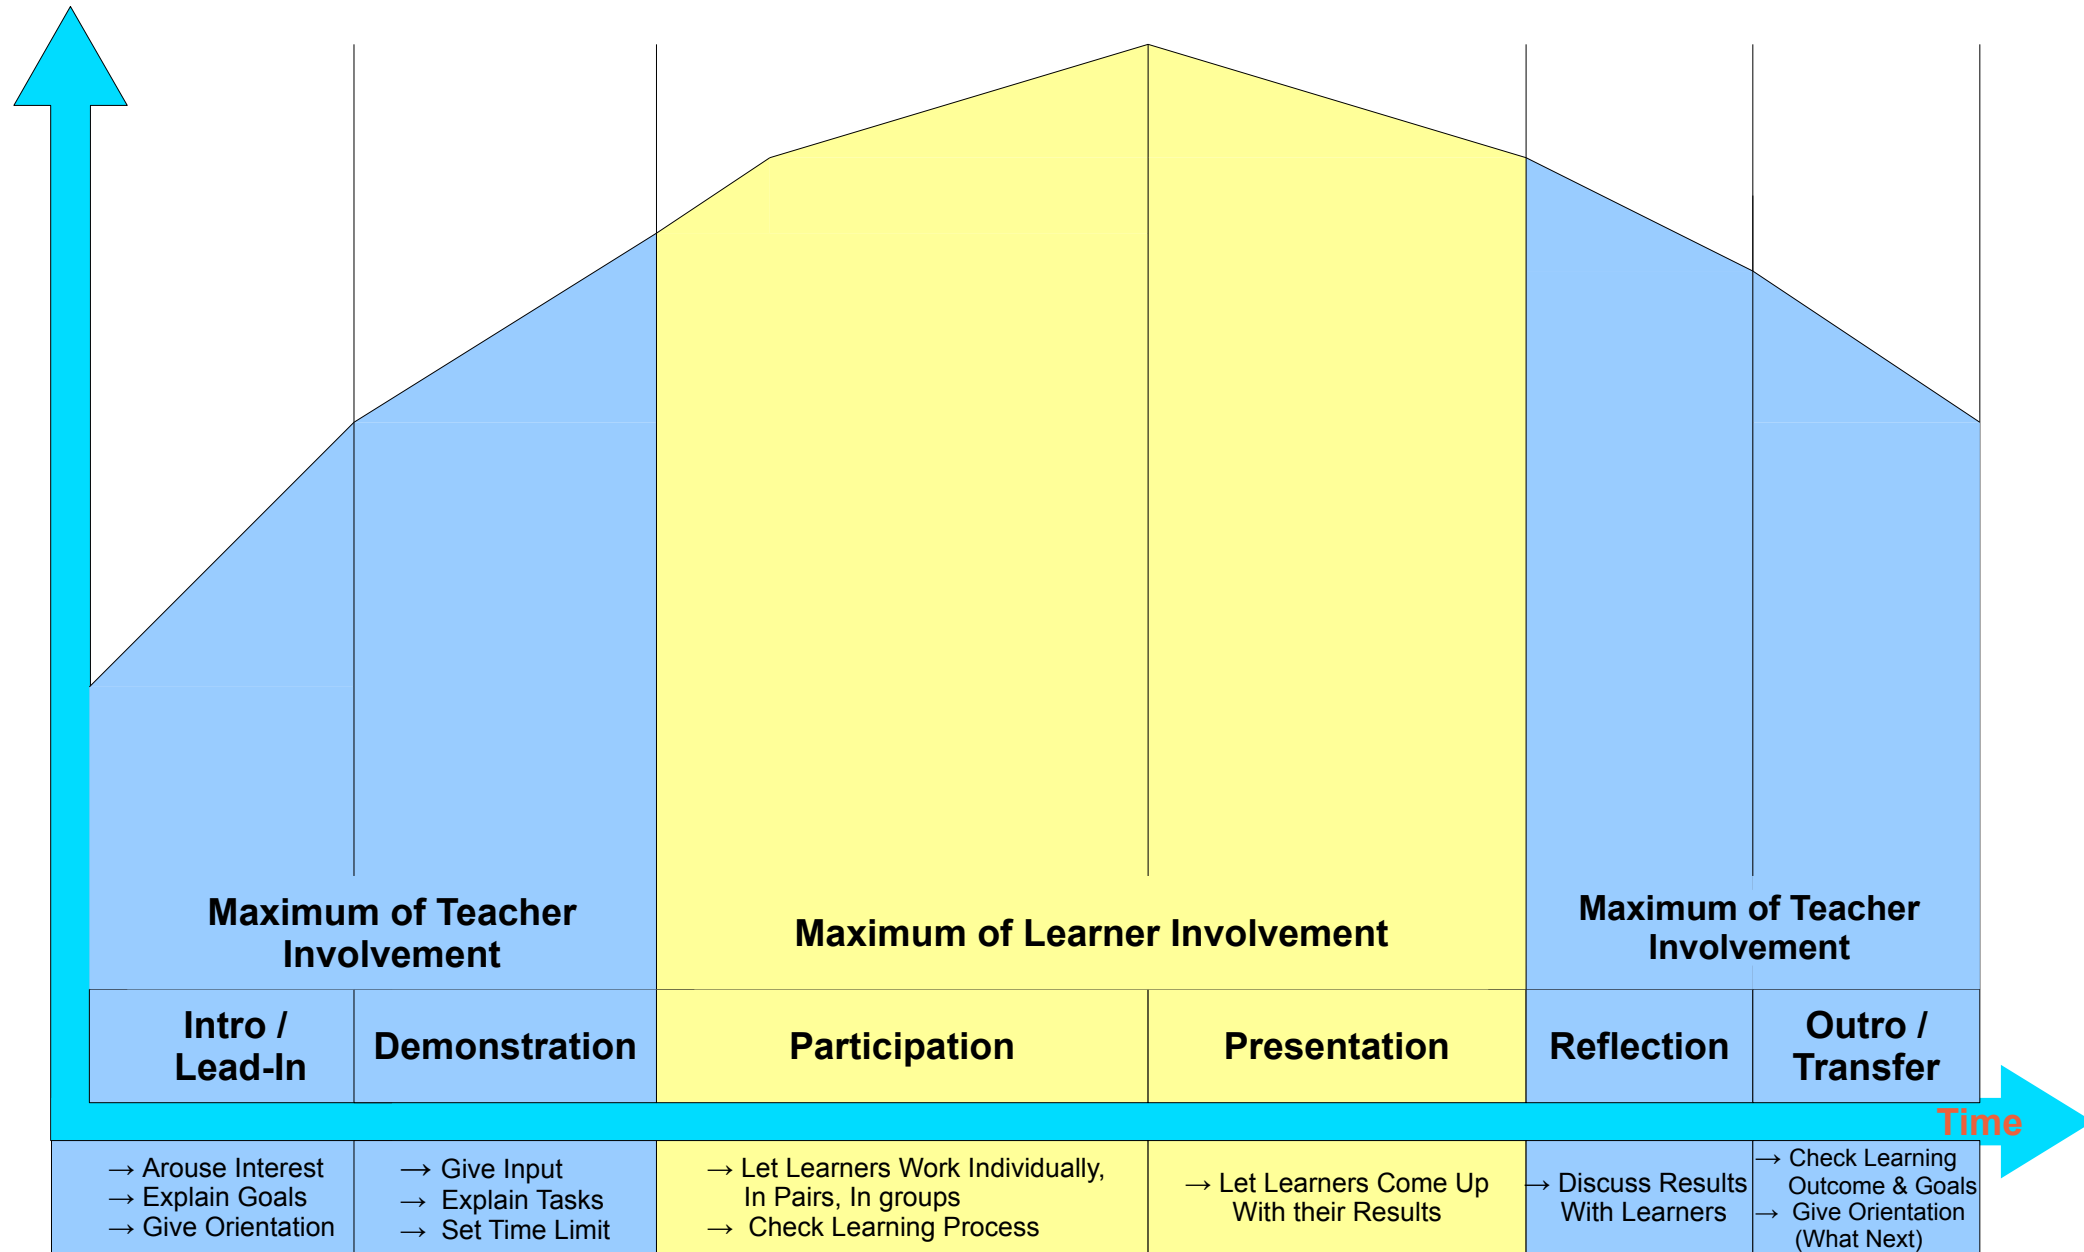 Maximum of Teacher
Involvement
Maximum of Learner Involvement
Maximum of Teacher
Involvement
Intro /
Lead-In
Demonstration
Participation
Presentation
Reflection
Outro /
Transfer
Time
→ Arouse Interest
→ Explain Goals
→ Give Orientation
→ Give Input
→ Explain Tasks
→ Set Time Limit
→ Let Learners Work Individually,
In Pairs, In groups
→ Check Learning Process
→ Let Learners Come Up
With their Results
→ Discuss Results
With Learners
→ Check Learning
Outcome & Goals
→ Give Orientation
(What Next)